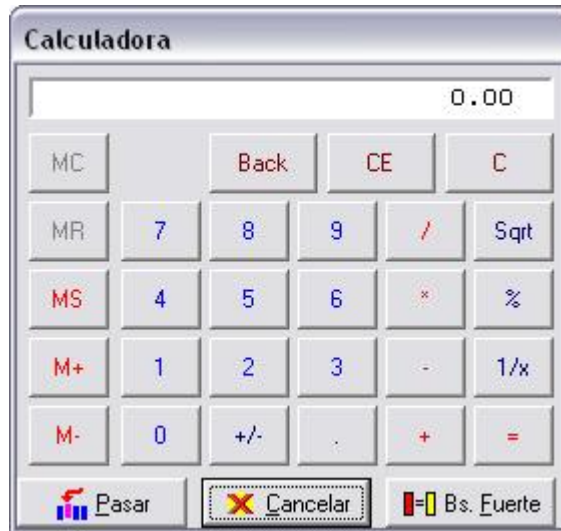 Calculadora
0.00
MC Back CE C
MR 7 8 9 / Sqrt
MS 4 5 6 * %
M+ 1 2 3 - 1/x
M- 0 +/- . + =
Pasar Cancelar Bs. Fuerte